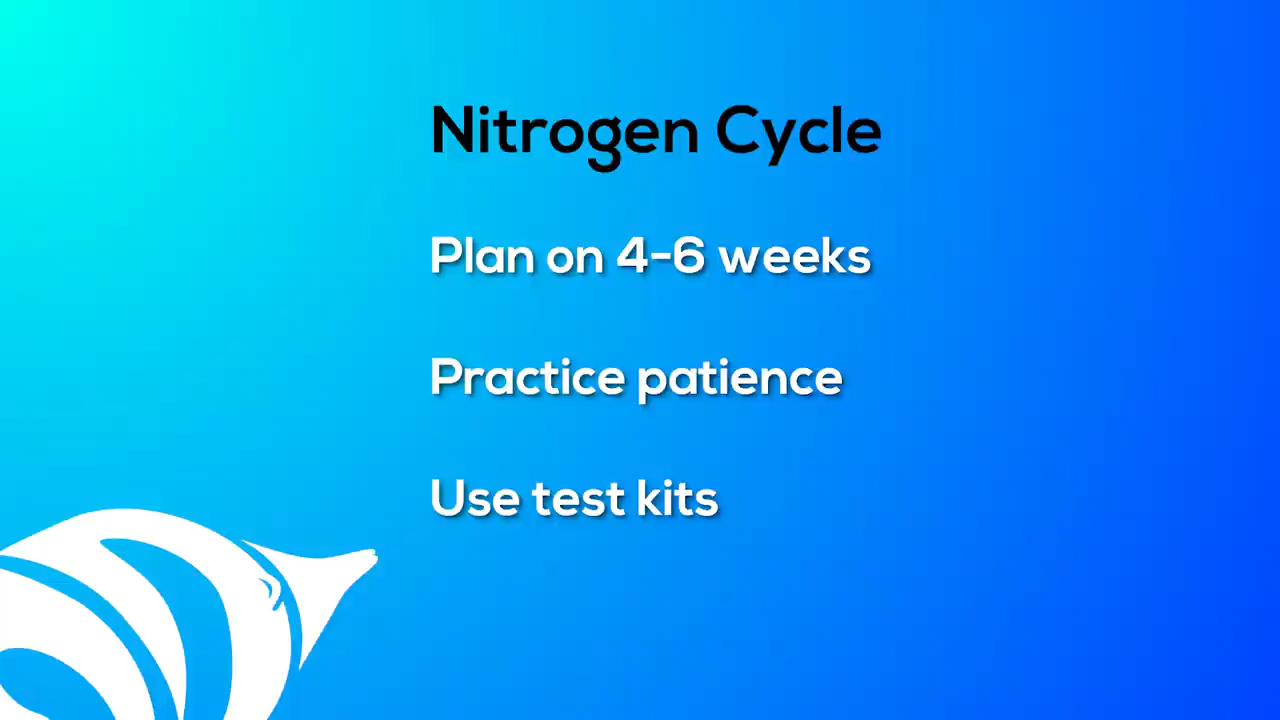 Nitrogen Cycle
Plan on 4-6 weeks
Practice patience
Use test kits